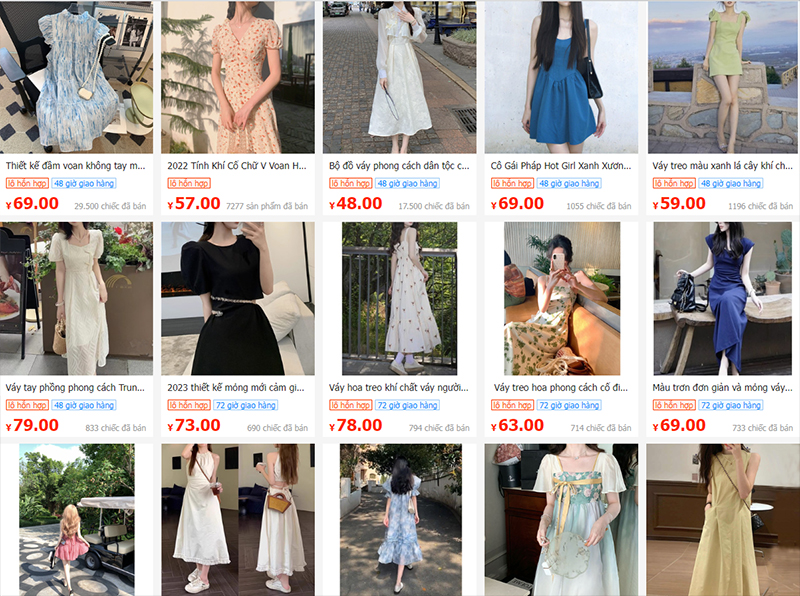 Thiết kế đầm voan không tay m...
lô hỗn hợp 48 giờ giao hàng
¥ 69.00 29.500 chiếc đã bán
2022 Tính Khí Cổ Chữ V Voan H...
lô hỗn hợp
¥ 57.00 7277 sản phẩm đã bán
Bộ đồ váy phong cách dân tộc c...
lô hỗn hợp 48 giờ giao hàng
¥ 48.00 17.500 chiếc đã bán
Cô Gái Pháp Hot Girl Xanh Xươn...
lô hỗn hợp 48 giờ giao hàng
¥ 69.00 1055 chiếc đã bán
Váy treo màu xanh lá cây khí ch...
lô hỗn hợp 48 giờ giao hàng
¥ 59.00 1196 chiếc đã bán
Váy tay phồng phong cách Trun...
lô hỗn hợp 48 giờ giao hàng
¥ 79.00 833 chiếc đã bán
2023 thiết kế mỏng mới cảm gi...
lô hỗn hợp 72 giờ giao hàng
¥ 73.00 690 chiếc đã bán
Váy hoa treo khí chất váy người...
lô hỗn hợp 72 giờ giao hàng
¥ 78.00 794 chiếc đã bán
Váy treo hoa phong cách cổ đi...
lô hỗn hợp 72 giờ giao hàng
¥ 63.00 714 chiếc đã bán
Màu trơn đơn giản và mỏng váy...
lô hỗn hợp 72 giờ giao hàng
¥ 69.00 733 chiếc đã bán